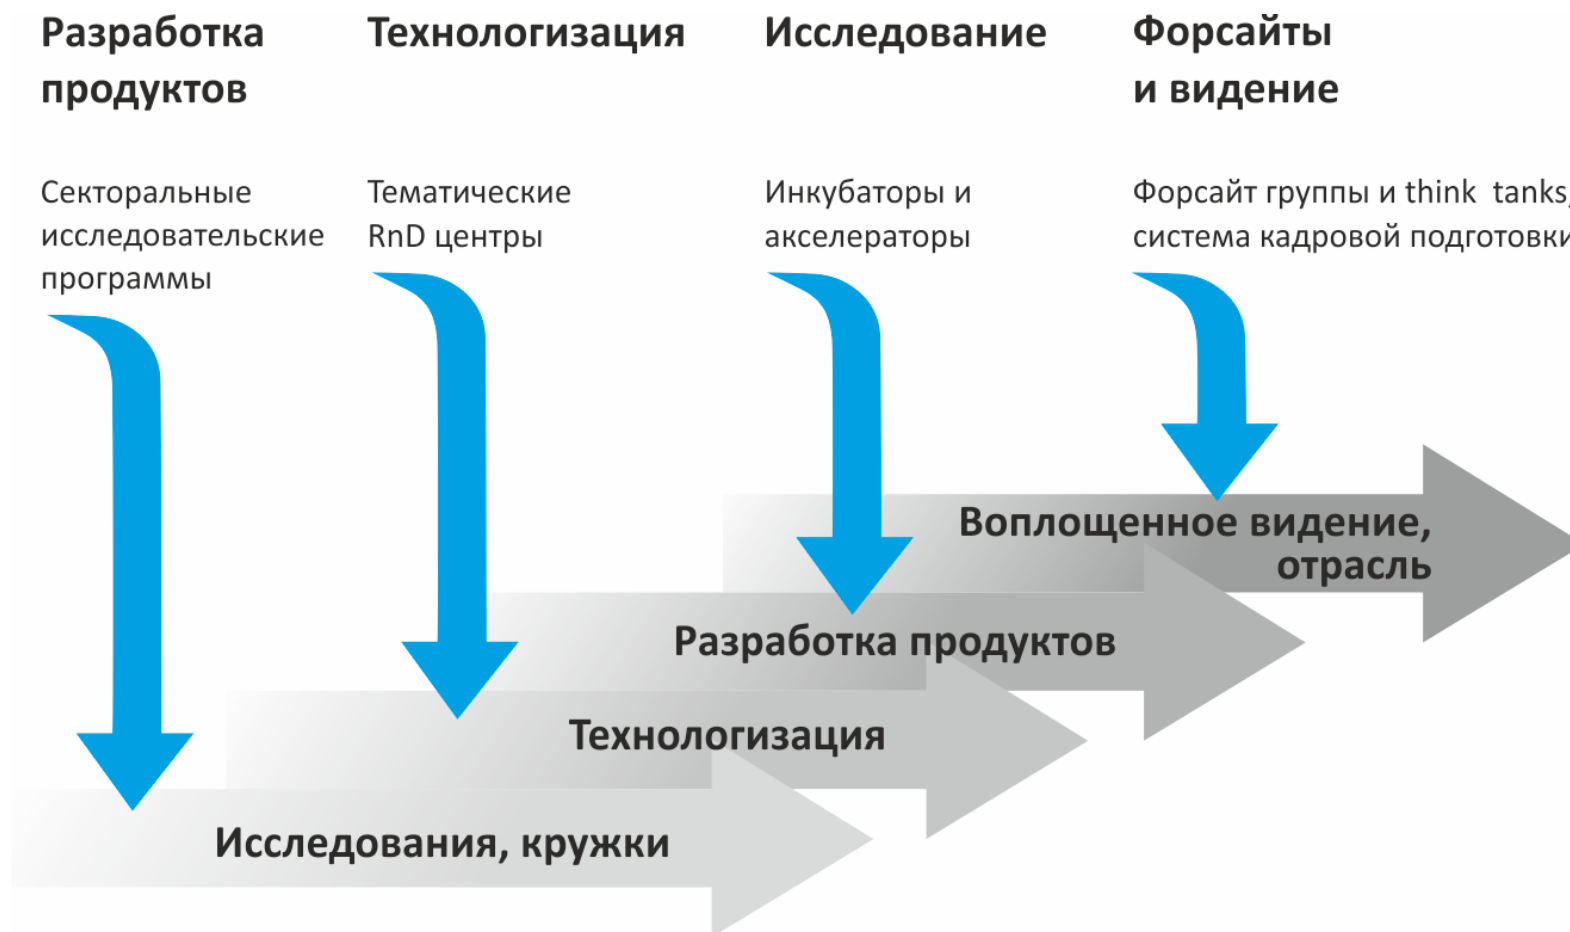 Разработка
продуктов
Секторальные
исследовательские
программы
Технологизация
Тематические
RnD центры
Исследование
Инкубаторы и
акселераторы
Форсайты
и видение
Форсайт группы и think tanks,
система кадровой подготовки
Воплощенное видение,
отрасль
Разработка продуктов
Технологизация
Исследования, кружки